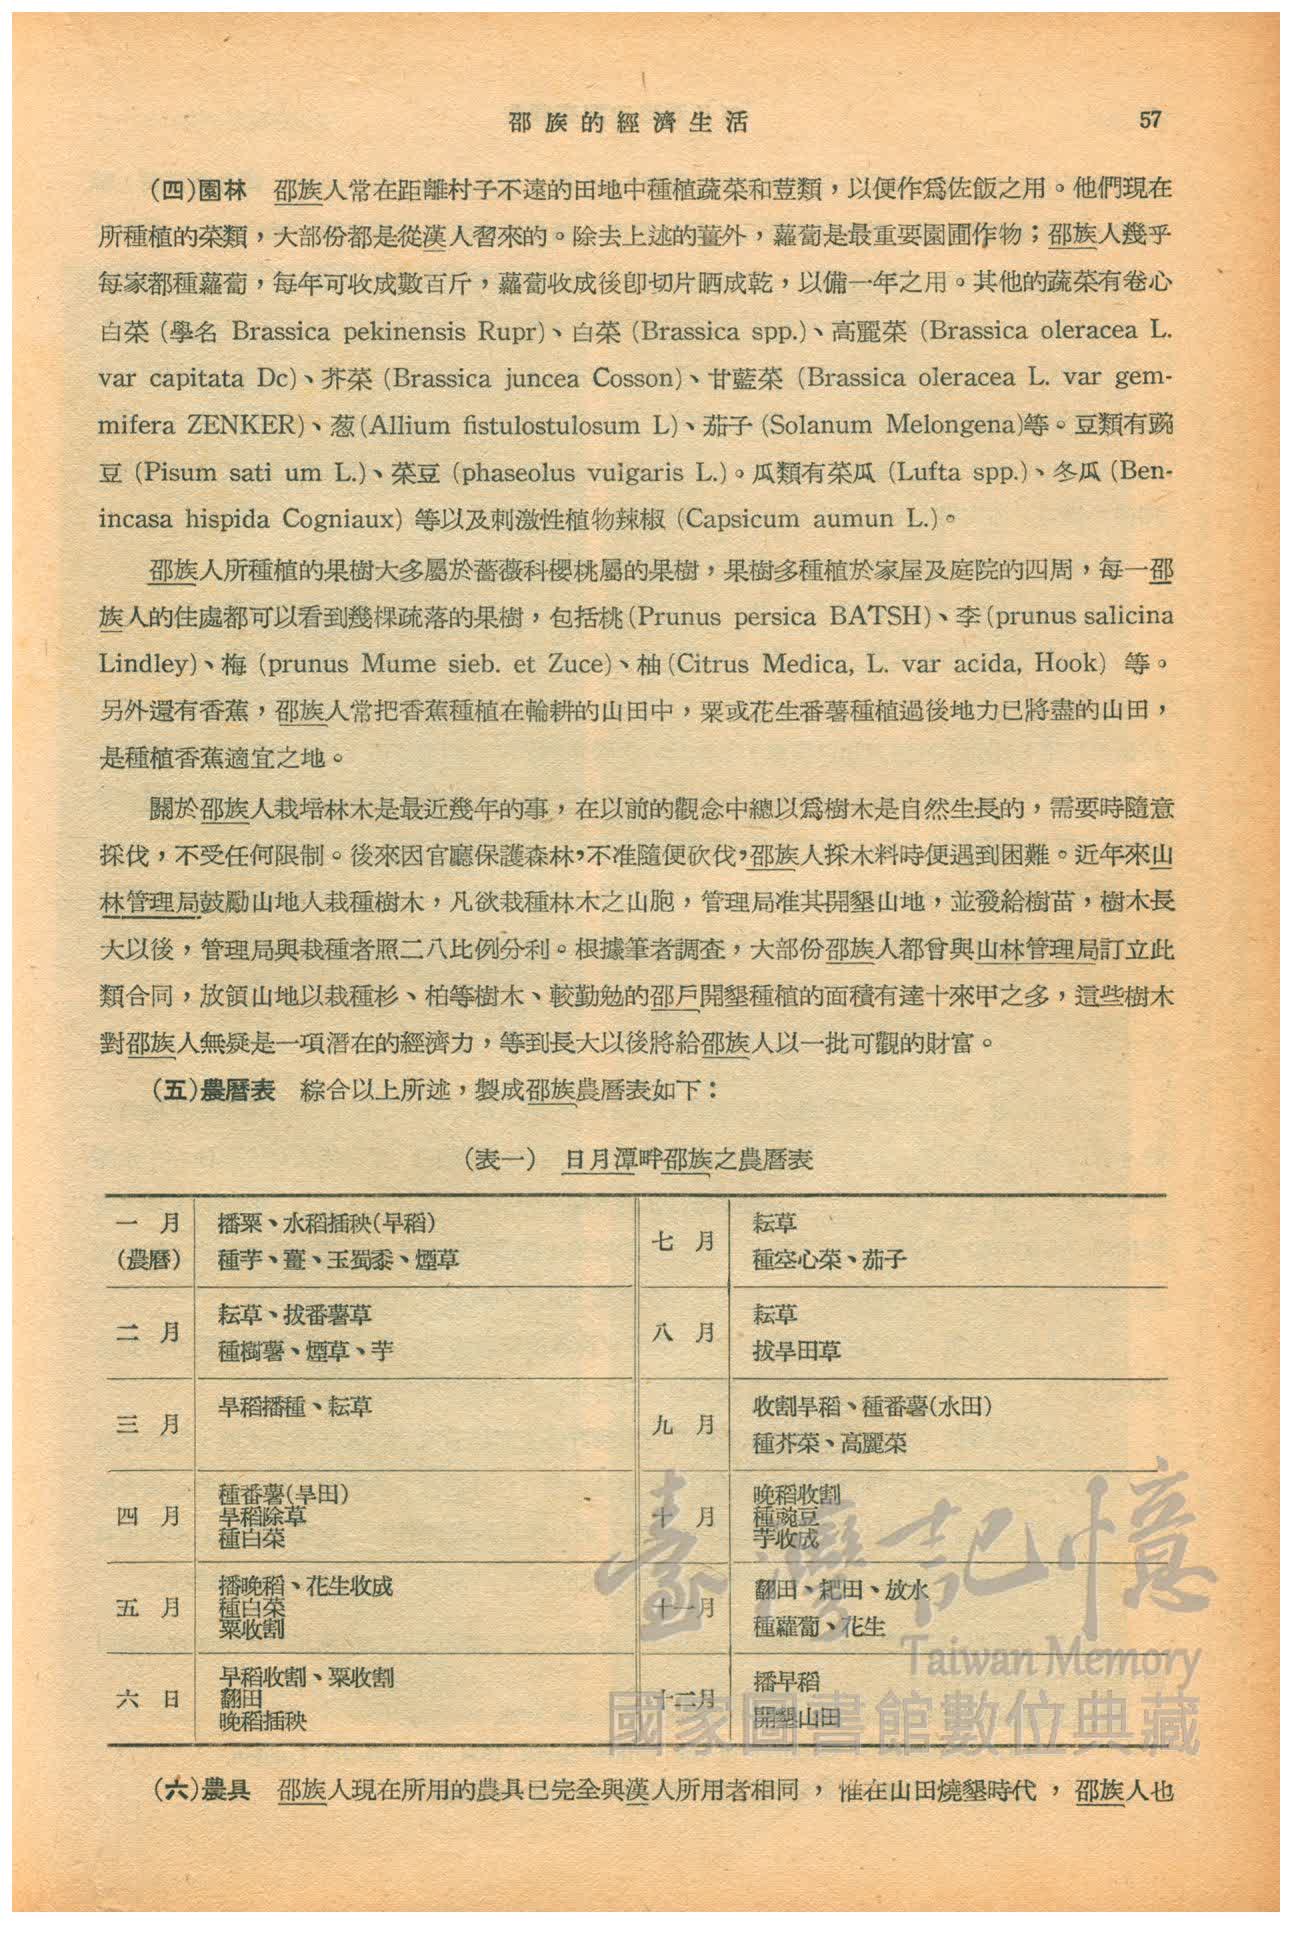 邵族的經濟生活
57
(四)園林　邵族人常在距離村子不遠的田地中種植蔬菜和荳類，以便作爲佐飯之用。他們現在
所種植的菜類，大部份都是從漢人習來的。除去上述的薑外，蘿蔔是最重要園圃作物；邵族人幾乎
每家都種蘿蔔，每年可收成數百斤，蘿蔔收成後卽切片晒成乾，以備一年之用。其他的蔬菜有卷心
白菜 (學名 Brassica pekinensis Rupr)、白菜 (Brassica spp.)、高麗菜 (Brassica oleracea L.
var capitata Dc)、芥菜 (Brassica juncea Cosson)、甘藍菜 (Brassica oleracea L. var gem-
mifera ZENKER)、葱(Allium fistulostulosum L)、茄子 (Solanum Melongena)等。豆類有豌
豆 (Pisum sati um L.)、菜豆 (phaseolus vulgaris L.)。瓜類有菜瓜 (Lufta spp.)、冬瓜 (Ben-
incasa hispida Cogniaux) 等以及刺激性植物辣椒 (Capsicum aumun L.)。
邵族人所種植的果樹大多屬於薔薇科櫻桃屬的果樹，果樹多種植於家屋及庭院的四周，每一邵
族人的住處都可以看到幾棵疏落的果樹，包括桃(Prunus persica BATSH)、李(prunus salicina
Lindley)、梅 (prunus Mume sieb. et Zuce)、柚(Citrus Medica, L. var acida, Hook) 等。
另外還有香蕉，邵族人常把香蕉種植在輪耕的山田中，粟或花生番薯種植過後地力已將盡的山田，
是種植香蕉適宜之地。
關於邵族人栽培林木是最近幾年的事，在以前的觀念中總以爲樹木是自然生長的，需要時隨意
採伐，不受任何限制。後來因官廳保護森林，不准隨便砍伐，邵族人採木料時便遇到困難。近年來山
林管理局鼓勵山地人栽種樹木，凡欲栽種林木之山胞，管理局准其開墾山地，並發給樹苗，樹木長
大以後，管理局與栽種者照二八比例分利。根據筆者調査，大部份邵族人都曾與山林管理局訂立此
類合同，放領山地以栽種杉、柏等樹木、較勤勉的邵戶開墾種植的面積有達十來甲之多，這些樹木
對邵族人無疑是一項潛在的經濟力，等到長大以後將給邵族人以一批可觀的財富。
(五)農曆表　綜合以上所述，製成邵族農曆表如下：
(表一)　日月潭畔邵族之農曆表
一　月
(農曆)
播粟、水稻插秧(早稻)
種芋、薑、玉蜀黍、煙草
七　月
耘草
種空心菜、茄子
二　月
耘草、拔番薯草
種樹薯、煙草、芋
八　月
耘草
拔旱田草
三　月
旱稻播種、耘草
九　月
收割旱稻、種番薯(水田)
種芥菜、高麗菜
四　月
種番薯(旱田)
旱稻除草
種白菜
十　月
晚稻收割
種豌豆
芋收成
五　月
播晚稻、花生收成
種白菜
粟收割
十一月
翻田、耙田、放水
種蘿蔔、花生
六　日
早稻收割、粟收割
翻田
晚稻插秧
十二月
播早稻
開墾山田
臺灣記憶
Taiwan Memory
國家圖書館數位典藏
(六)農具　邵族人現在所用的農具已完全與漢人所用者相同，惟在山田燒墾時代，邵族人也